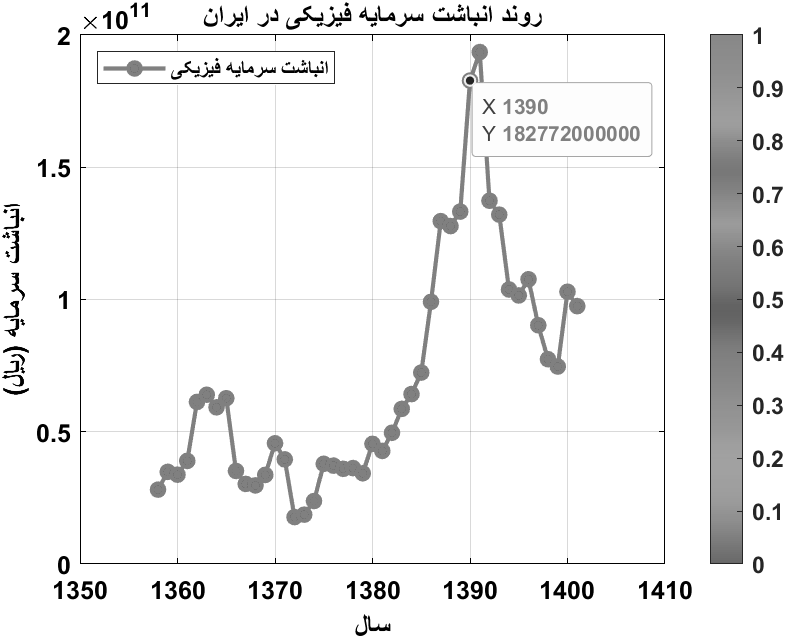 روند انباشت سرمایه فیزیکی در ایران
×10¹¹
انباشت سرمایه فیزیکی
X 1390
Y 182772000000
2
1.5
1
0.5
0
انباشت سرمایه (ریال)
1350 1360 1370 1380 1390 1400 1410
سال
1
0.9
0.8
0.7
0.6
0.5
0.4
0.3
0.2
0.1
0